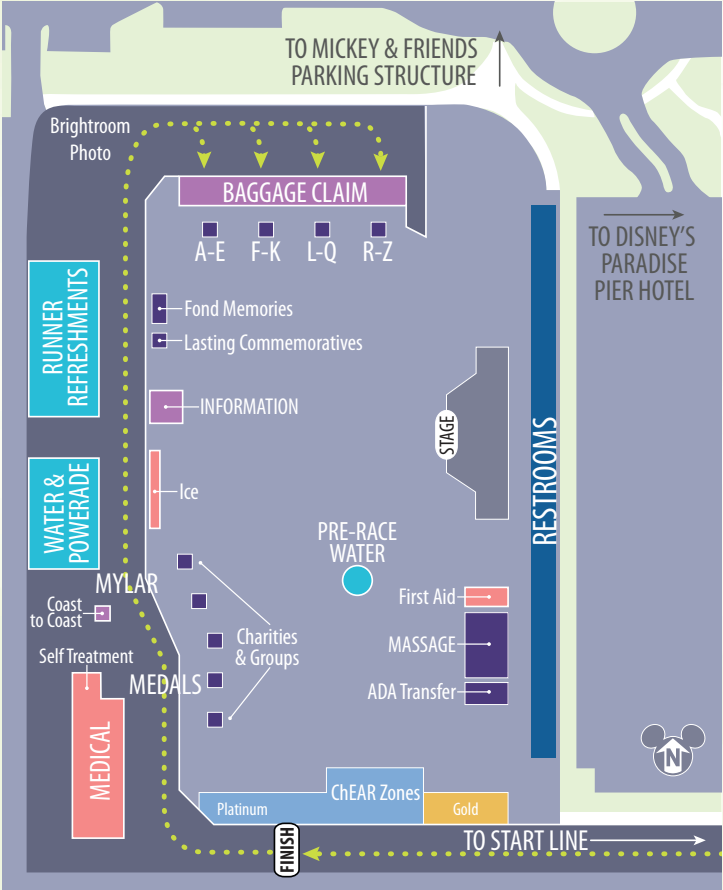 TO MICKEY & FRIENDS
PARKING STRUCTURE
Brightroom
Photo
BAGGAGE CLAIM
A-E
F-K
L-Q
R-Z
TO DISNEY'S
PARADISE
PIER HOTEL
RUNNER
REFRESHMENTS
Fond Memories
Lasting Commemoratives
INFORMATION
STAGE
RESTROOMS
WATER &
POWERADE
Ice
PRE-RACE
WATER
MYLAR
Coast
to Coast
First Aid
Charities
& Groups
MASSAGE
Self Treatment
MEDALS
ADA Transfer
MEDICAL
N
ChEAR Zones
Platinum
Gold
FINISH
TO START LINE